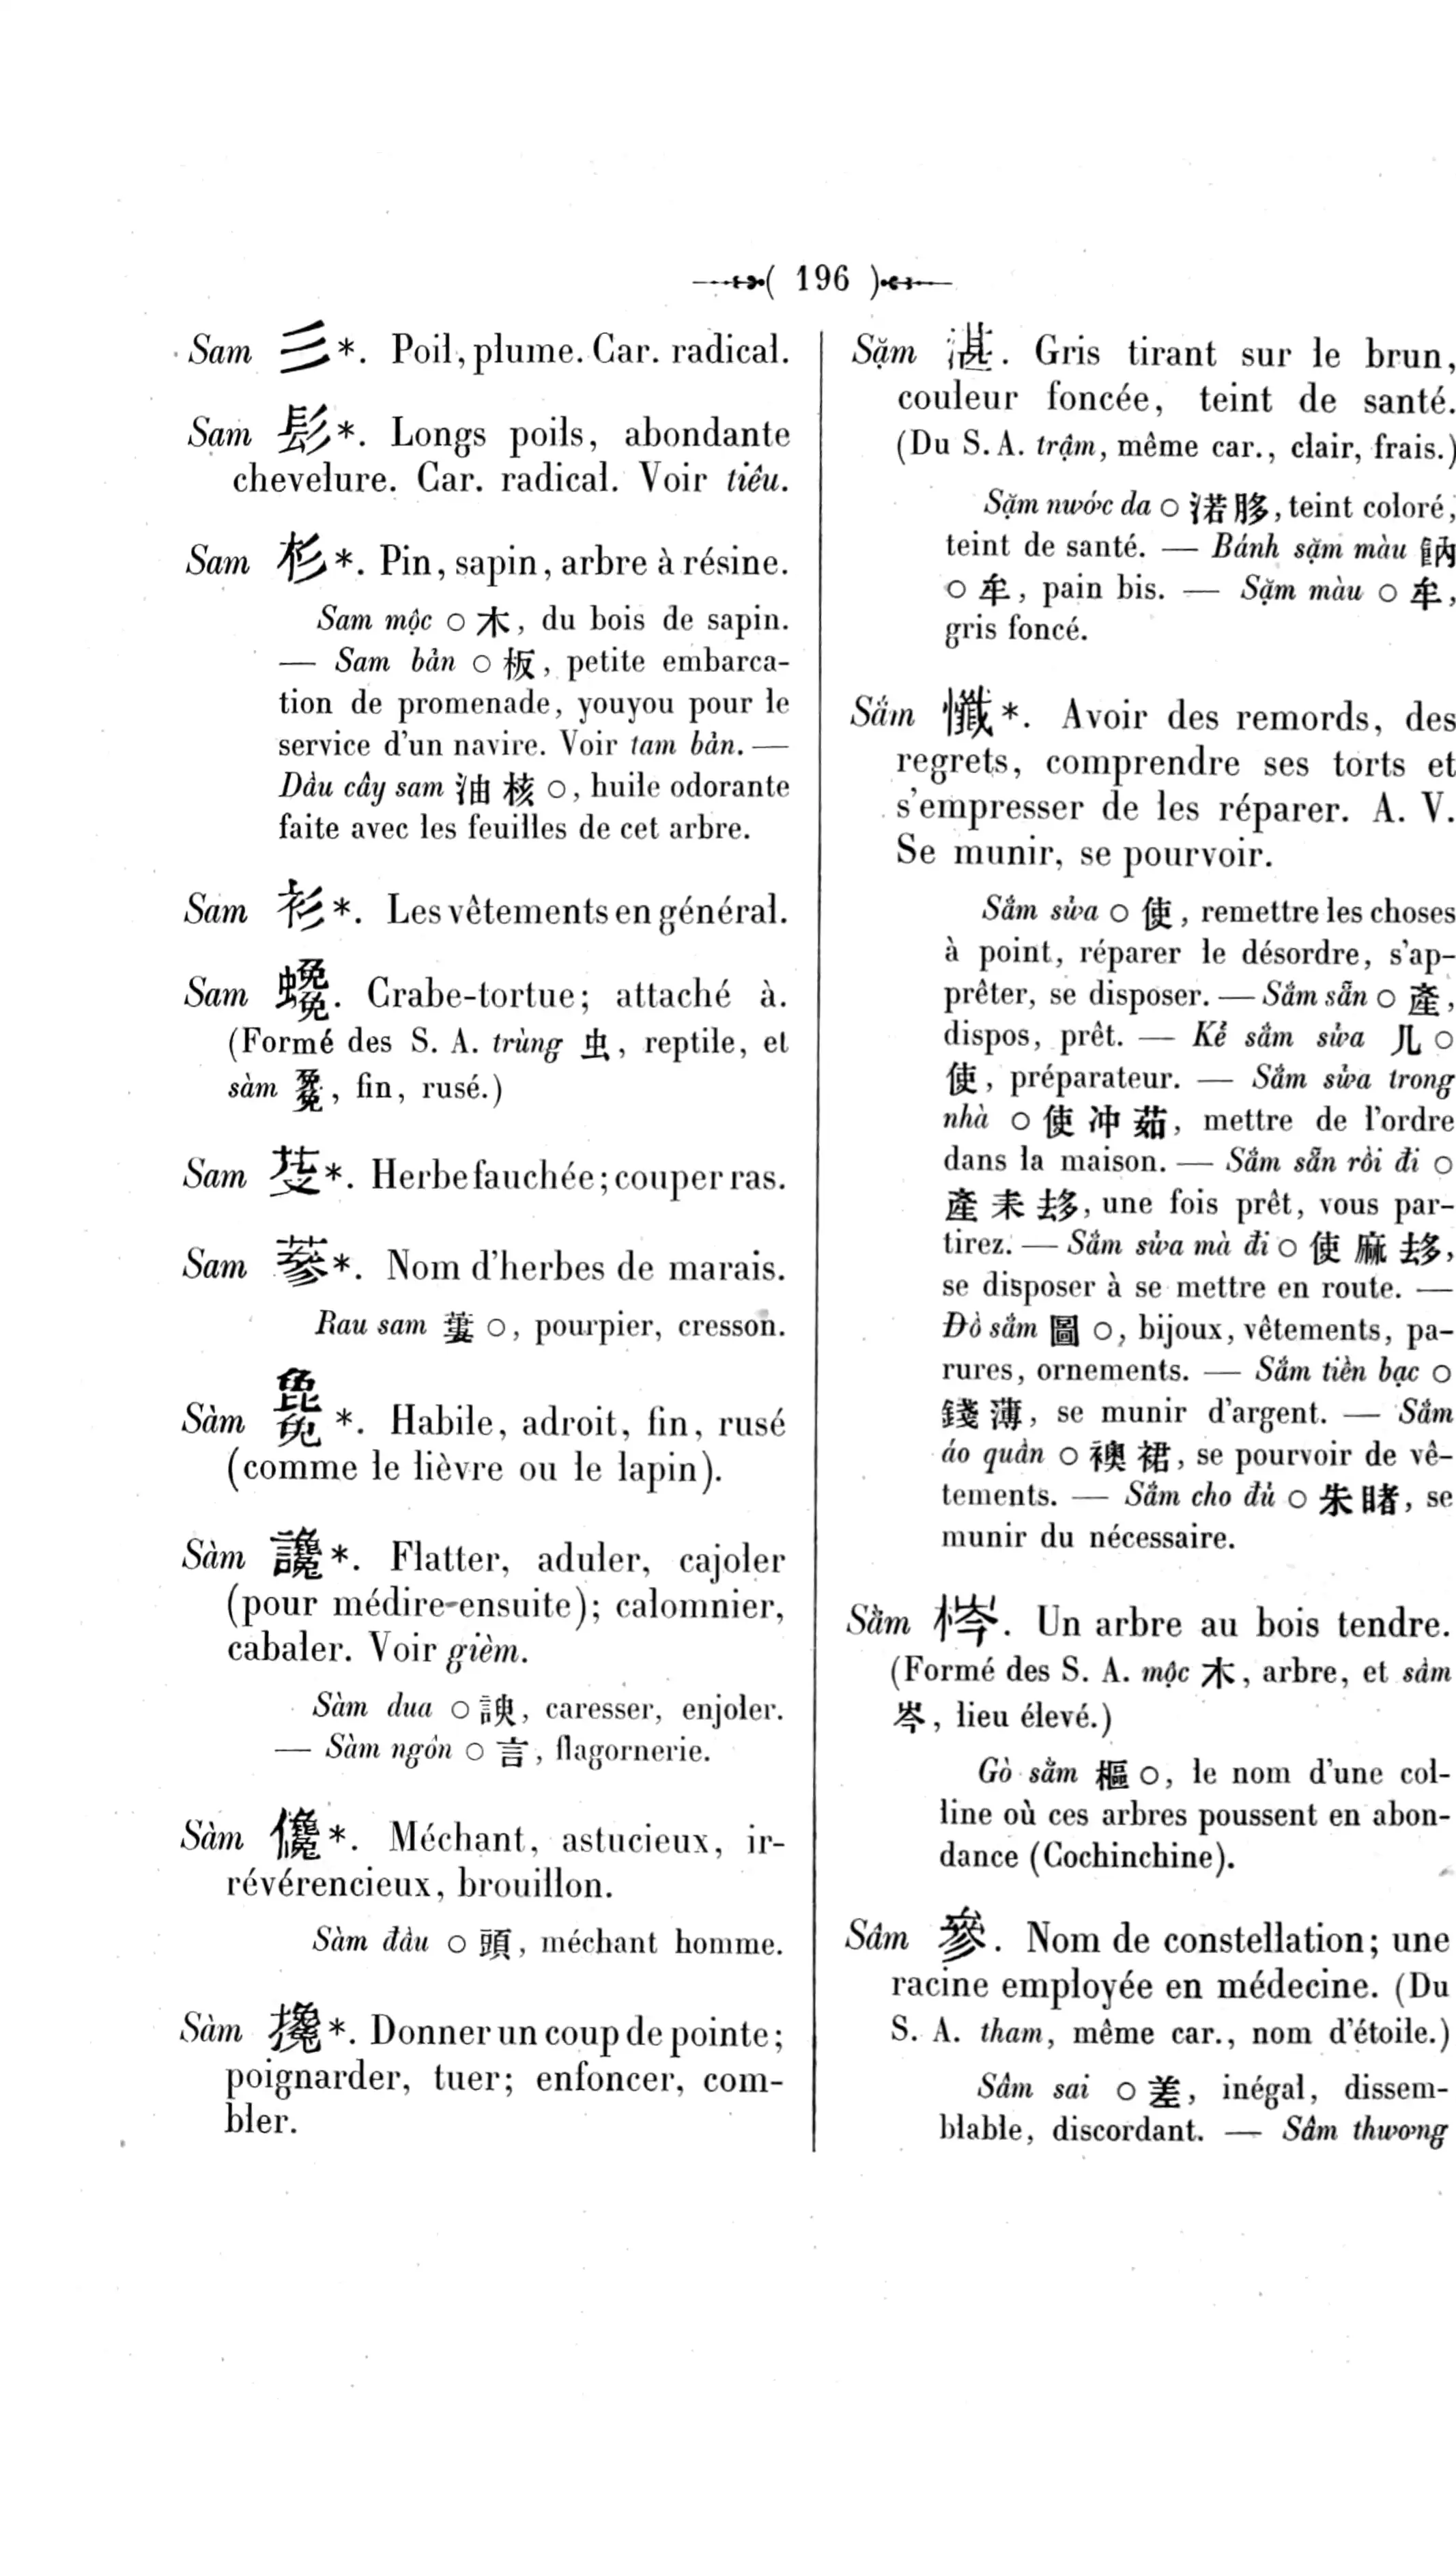 ( 196 )
Sam 彡*. Poil, plume. Car. radical.
Sam 髟*. Longs poils, abondante
chevelure. Car. radical. Voir tiêu.
Sam 杉*. Pin, sapin, arbre à résine.
Sam mộc ○ 木, du bois de sapin.
— Sam bản ○ 板, petite embarca-
tion de promenade, youyou pour le
service d'un navire. Voir tam bản. —
Dầu cây sam 油 核 ○, huile odorante
faite avec les feuilles de cet arbre.
Sam 衫*. Les vêtements en général.
Sam. Crabe-tortue; attaché à.
(Formé des S. A. trùng 虫, reptile, et
sàm 毚, fin, rusé.)
Sam 芟*. Herbe fauchée; couper ras.
Sam 蔘*. Nom d'herbes de marais.
Rau sam 蔞 ○, pourpier, cresson.
Sàm 毚 *. Habile, adroit, fin, rusé
(comme le lièvre ou le lapin).
Sàm 讒*. Flatter, aduler, cajoler
(pour médire ensuite); calomnier,
cabaler. Voir gièm.
Sàm dua ○ 諛, caresser, enjoler.
— Sàm ngôn ○ 言, flagornerie.
Sàm 儳*. Méchant, astucieux, ir-
révérencieux, brouillon.
Sàm đầu ○ 頭, méchant homme.
Sàm 攙*. Donner un coup de pointe;
poignarder, tuer; enfoncer, com-
bler.
Sặm 湛. Gris tirant sur le brun,
couleur foncée, teint de santé.
(Du S. A. trậm, même car., clair, frais.)
Sặm nước da ○ 渃 䏧, teint coloré,
teint de santé. — Bánh sặm màu
○ 牟, pain bis. — Sặm màu ○ 牟,
gris foncé.
Sắm 懺*. Avoir des remords, des
regrets, comprendre ses torts et
s'empresser de les réparer. A. V.
Se munir, se pourvoir.
Sắm sửa ○ 使, remettre les choses
à point, réparer le désordre, s'ap-
prêter, se disposer. — Sắm sẵn ○ 產,
dispos, prêt. — Kẻ sắm sửa 儿 ○
使, préparateur. — Sắm sửa trong
nhà ○ 使 冲 茹, mettre de l'ordre
dans la maison. — Sắm sẵn rồi đi ○
產 耒 𠫾, une fois prêt, vous par-
tirez. — Sắm sửa mà đi ○ 使 麻 𠫾,
se disposer à se mettre en route. —
Đồ sắm 圖 ○, bijoux, vêtements, pa-
rures, ornements. — Sắm tiền bạc ○
錢 薄, se munir d'argent. — Sắm
áo quần ○ 襖 裙, se pourvoir de vê-
tements. — Sắm cho đủ ○ 朱 睹, se
munir du nécessaire.
Sầm 梣. Un arbre au bois tendre.
(Formé des S. A. mộc 木, arbre, et sầm
岑, lieu élevé.)
Gò sầm 樞 ○, le nom d'une col-
line où ces arbres poussent en abon-
dance (Cochinchine).
Sâm 參. Nom de constellation; une
racine employée en médecine. (Du
S. A. tham, même car., nom d'étoile.)
Sâm sai ○ 差, inégal, dissem-
blable, discordant. — Sâm thương